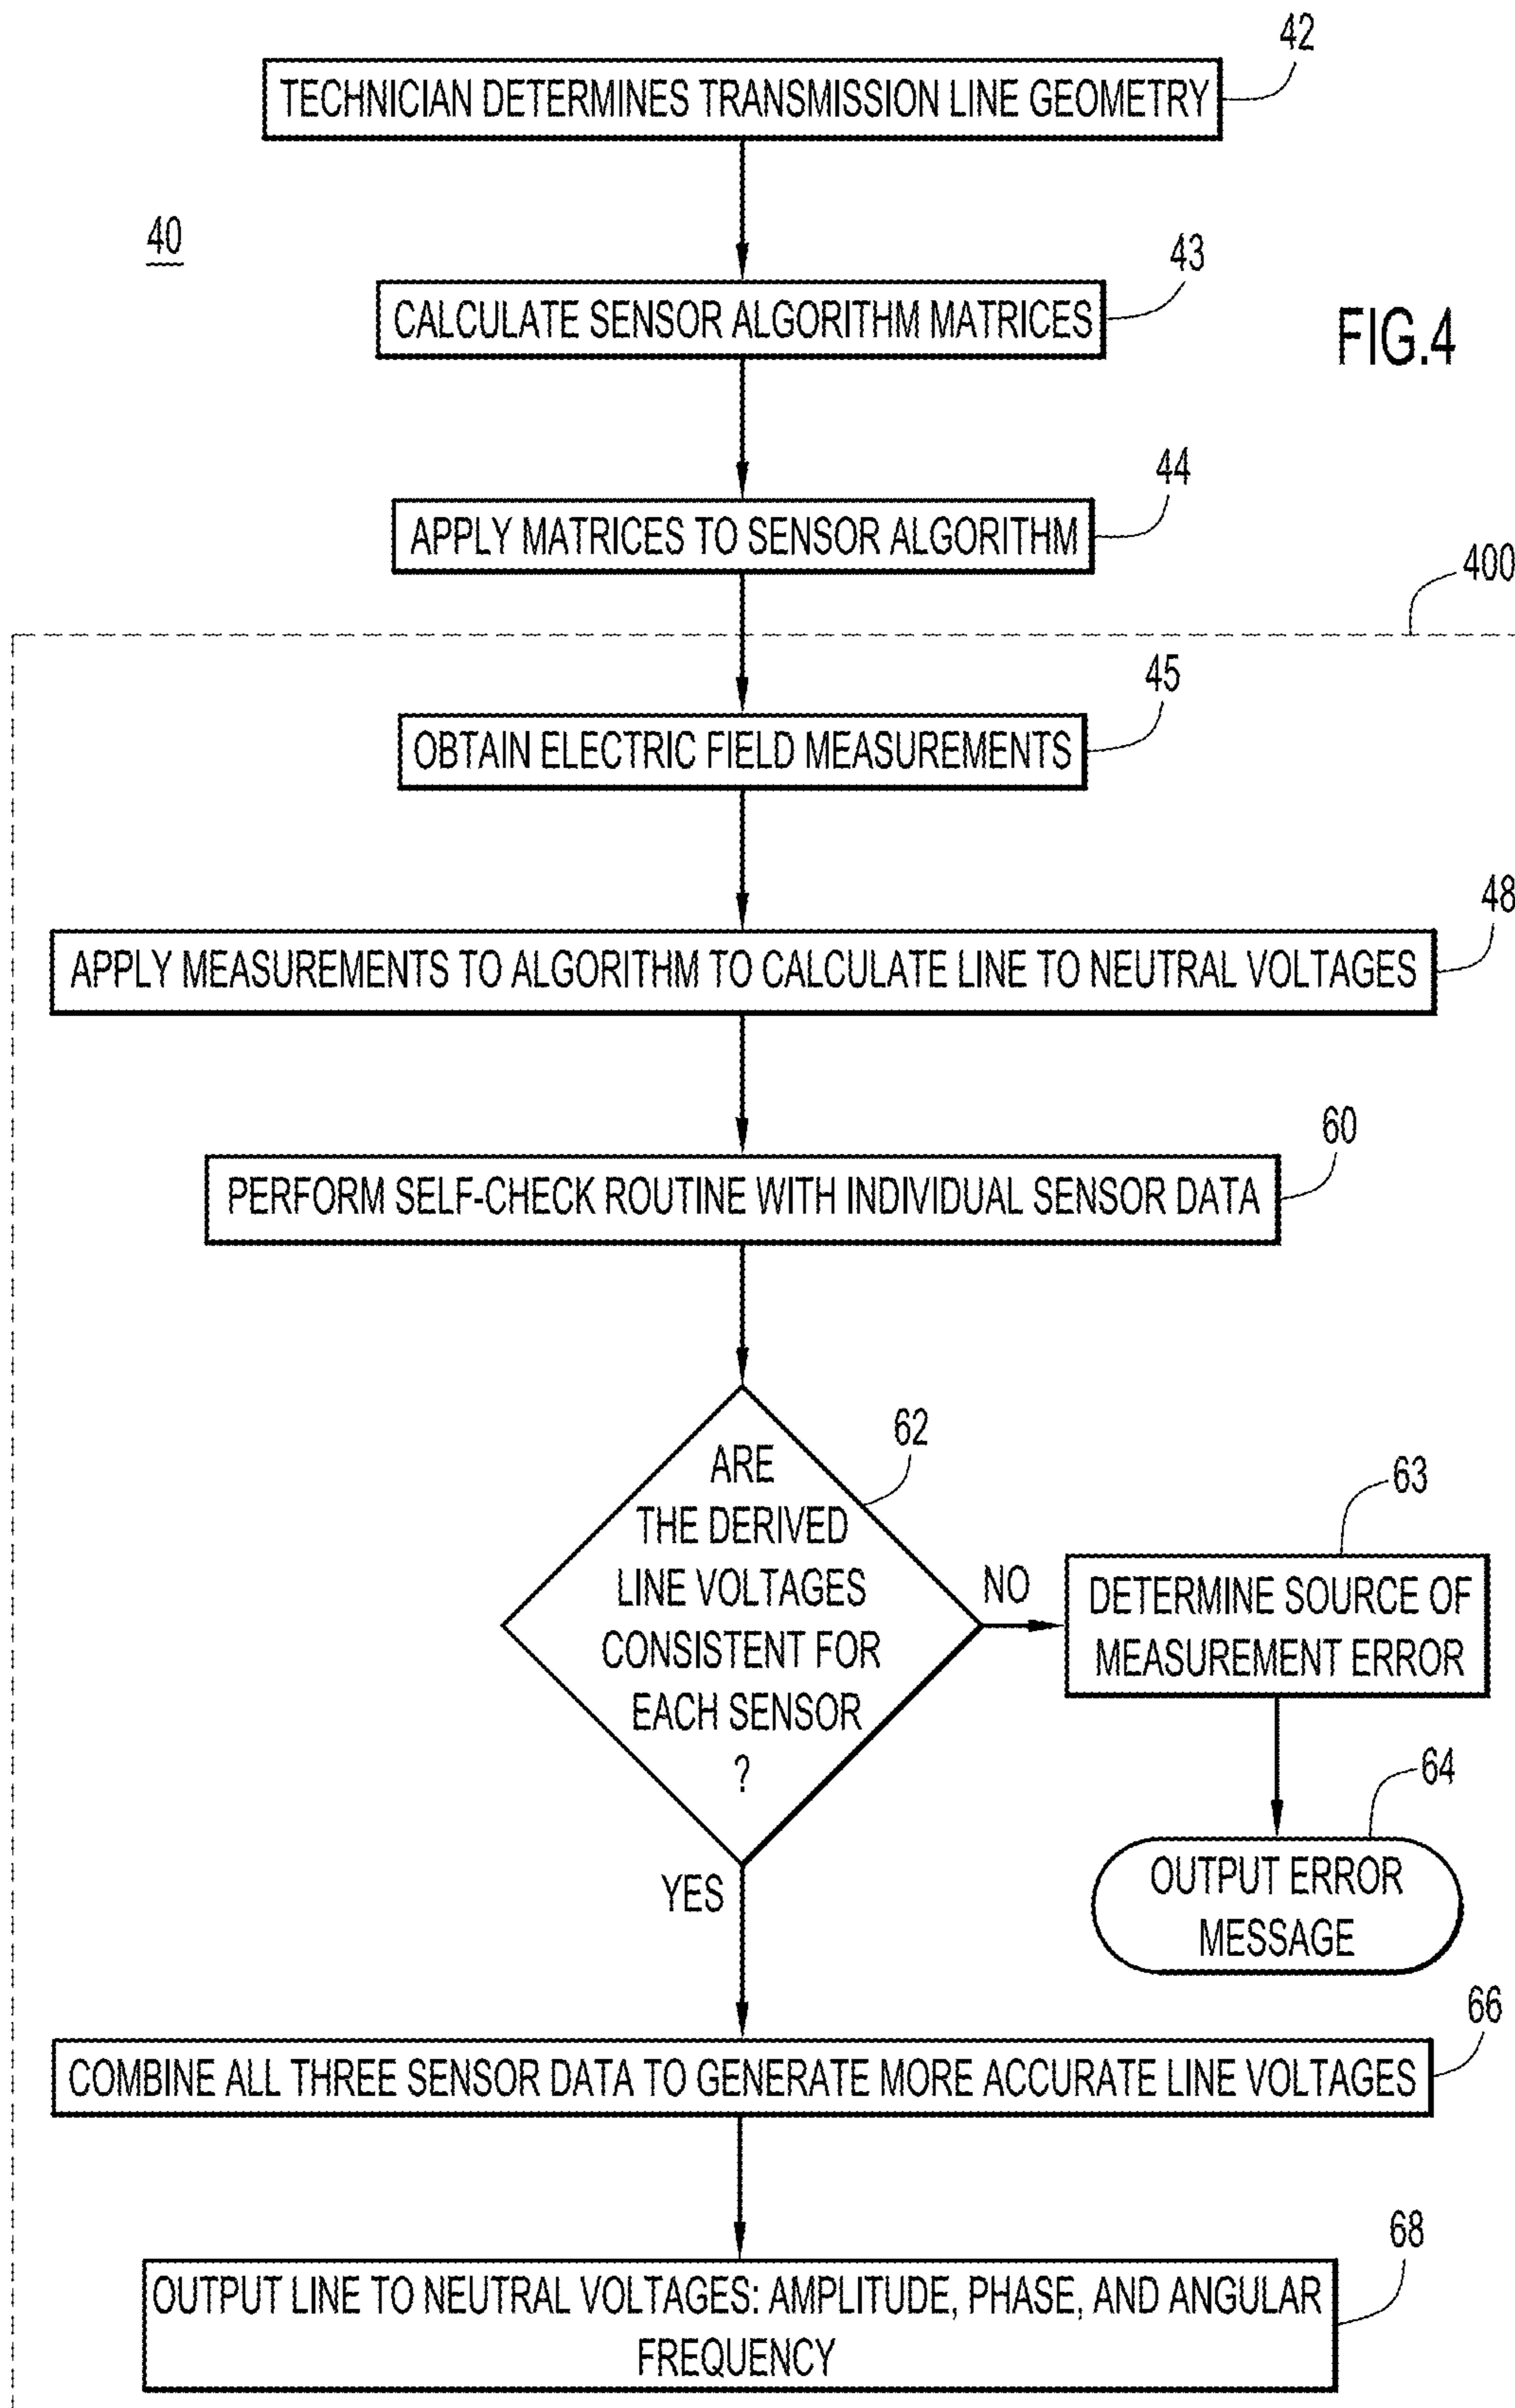 42
TECHNICIAN DETERMINES TRANSMISSION LINE GEOMETRY
40
43
CALCULATE SENSOR ALGORITHM MATRICES
FIG.4
44
APPLY MATRICES TO SENSOR ALGORITHM
400
45
OBTAIN ELECTRIC FIELD MEASUREMENTS
48
APPLY MEASUREMENTS TO ALGORITHM TO CALCULATE LINE TO NEUTRAL VOLTAGES
60
PERFORM SELF-CHECK ROUTINE WITH INDIVIDUAL SENSOR DATA
62
ARE
THE DERIVED
LINE VOLTAGES
CONSISTENT FOR
EACH SENSOR
?
NO
63
DETERMINE SOURCE OF
MEASUREMENT ERROR
64
OUTPUT ERROR
MESSAGE
YES
66
COMBINE ALL THREE SENSOR DATA TO GENERATE MORE ACCURATE LINE VOLTAGES
68
OUTPUT LINE TO NEUTRAL VOLTAGES: AMPLITUDE, PHASE, AND ANGULAR
FREQUENCY